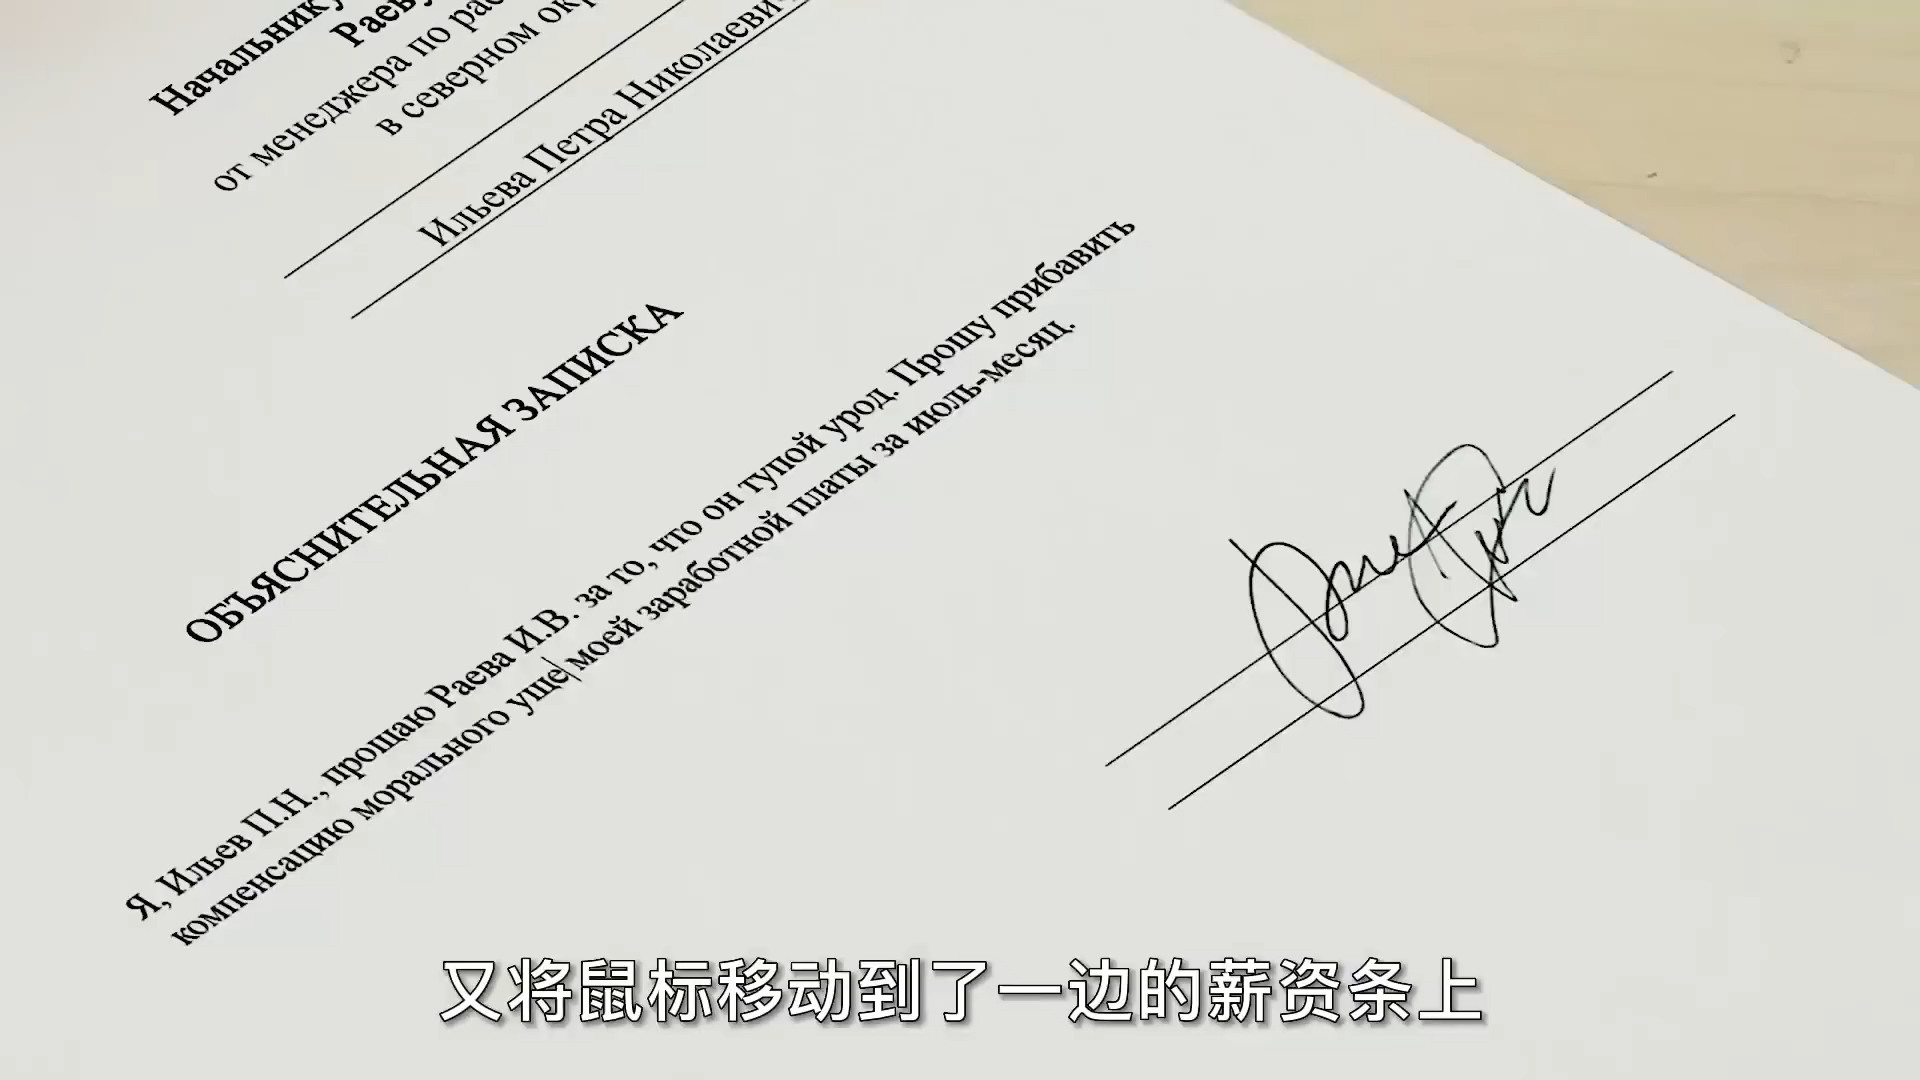 Начальнику
Раеву
от менеджера по рас
в северном окр
Ильева Петра Николаевич
ОБЪЯСНИТЕЛЬНАЯ ЗАПИСКА
Я, Ильев П.Н., прощаю Раева И.В. за то, что он тупой урод. Прошу прибавить
компенсацию морального уще моей заработной платы за июль-месяц.
又将鼠标移动到了一边的薪资条上